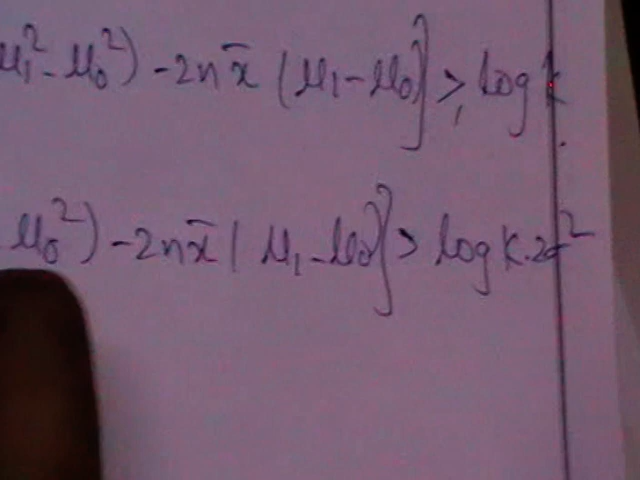 μ₁² - μ₀²) - 2nx̄ (μ₁ - μ₀)] ≥ log k
μ₀²) - 2nx̄ (μ₁ - μ₀)] > log k. 2σ²